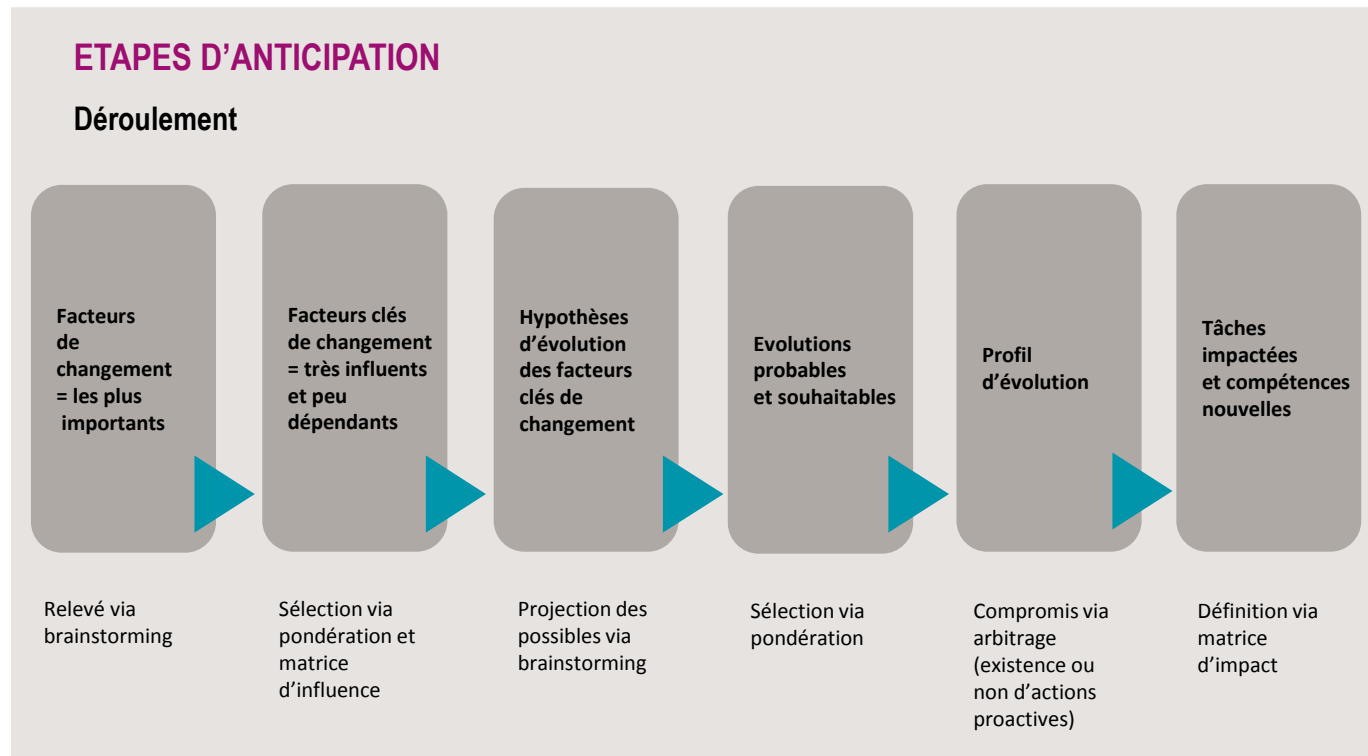 ETAPES D’ANTICIPATION
Déroulement
Facteurs
de
changement
= les plus
importants
Facteurs clés
de changement
= très influents
et peu
dépendants
Hypothèses
d’évolution
des facteurs
clés de
changement
Evolutions
probables
et souhaitables
Profil
d’évolution
Tâches
impactées
et compétences
nouvelles
Relevé via
brainstorming
Sélection via
pondération et
matrice
d’influence
Projection des
possibles via
brainstorming
Sélection via
pondération
Compromis via
arbitrage
(existence ou
non d’actions
proactives)
Définition via
matrice
d’impact